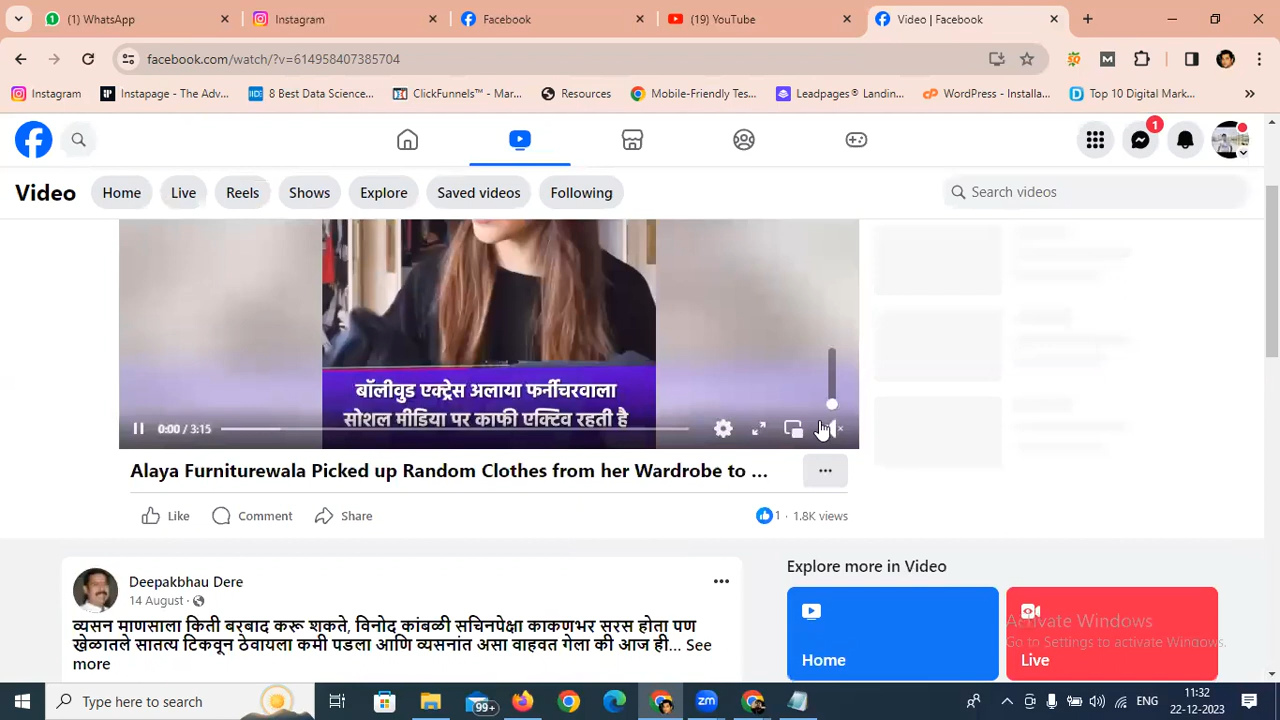 (1) WhatsApp
Instagram
Facebook
(19) YouTube
Video | Facebook
facebook.com/watch/?v=614958407385704
Instagram
Instapage - The Adv...
8 Best Data Science...
ClickFunnels™ - Mar...
Resources
Mobile-Friendly Tes...
Leadpages® Landin...
WordPress - Installa...
Top 10 Digital Mark...
1
Video
Home
Live
Reels
Shows
Explore
Saved videos
Following
Search videos
बॉलीवुड एक्ट्रेस अलाया फर्नीचरवाला
सोशल मीडिया पर काफी एक्टिव रहती है
0:00 / 3:15
Alaya Furniturewala Picked up Random Clothes from her Wardrobe to ...
Like
Comment
Share
1 · 1.8K views
Deepakbhau Dere
14 August ·
व्यसन माणसाला किती बरबाद करू शकते, विनोद कांबळी सचिनपेक्षा काकणभर सरस होता पण
खेळातले सातत्य टिकवून ठेवायला कमी पडला आणि व्यसनांत असा वाहवत गेला की आज ही... See
more
Explore more in Video
Home
Live
Activate Windows
Go to Settings to activate Windows.
Type here to search
99+
zm
ENG
11:32
22-12-2023